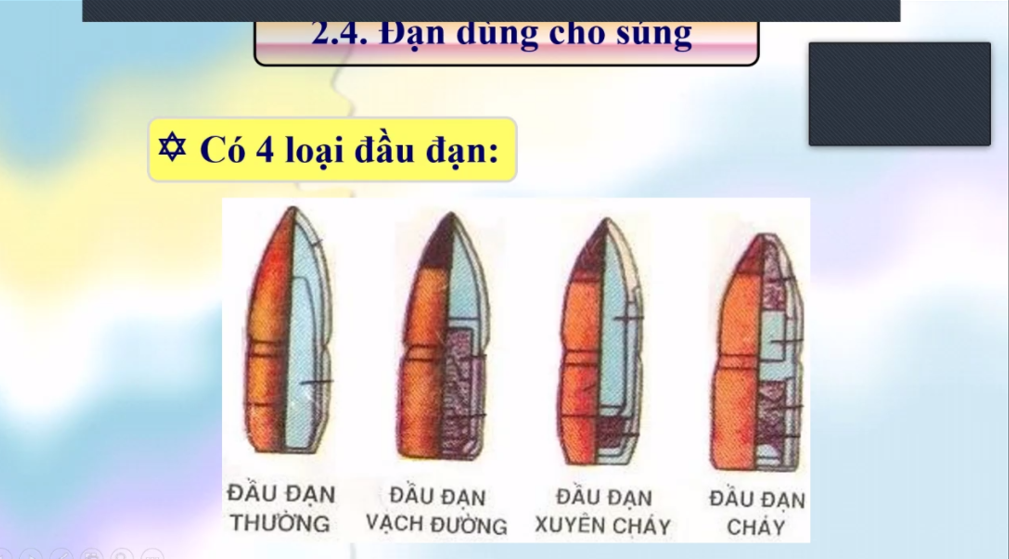 2.4. Đạn dùng cho súng
✡ Có 4 loại đầu đạn:
ĐẦU ĐẠN THƯỜNG
ĐẦU ĐẠN VẠCH ĐƯỜNG
ĐẦU ĐẠN XUYÊN CHÁY
ĐẦU ĐẠN CHÁY